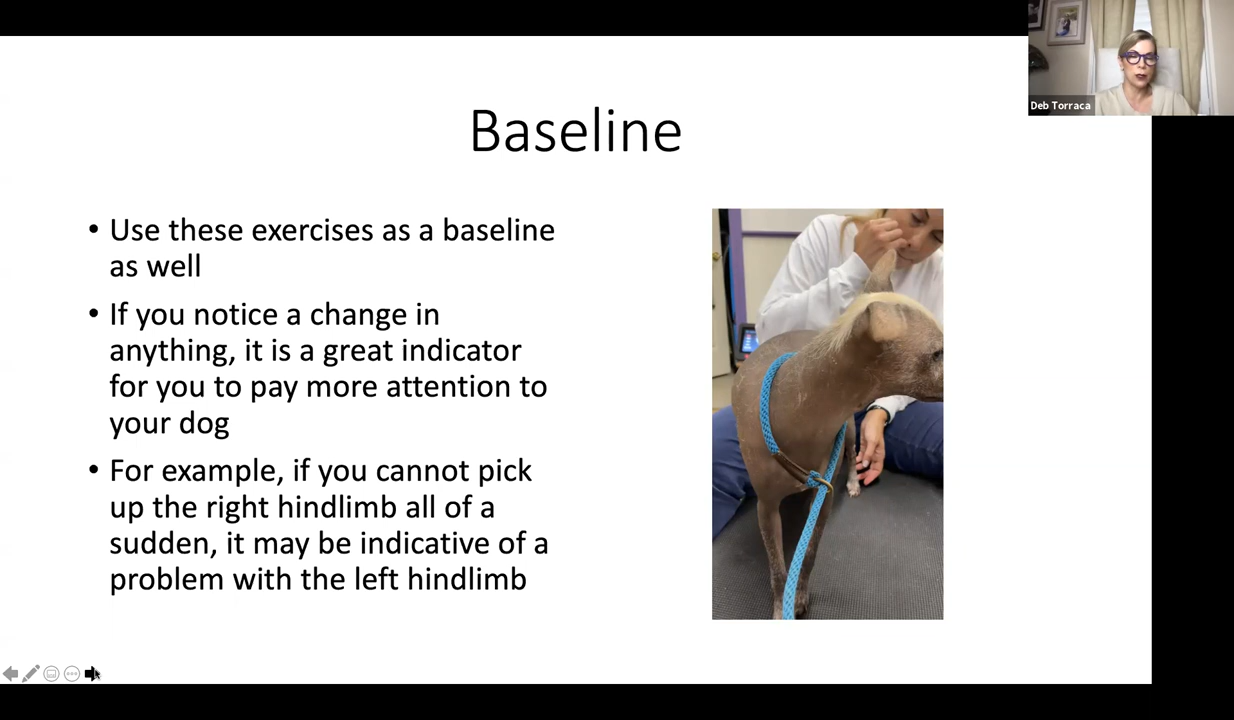 Deb Torraca
Baseline
• Use these exercises as a baseline
as well
• If you notice a change in
anything, it is a great indicator
for you to pay more attention to
your dog
• For example, if you cannot pick
up the right hindlimb all of a
sudden, it may be indicative of a
problem with the left hindlimb